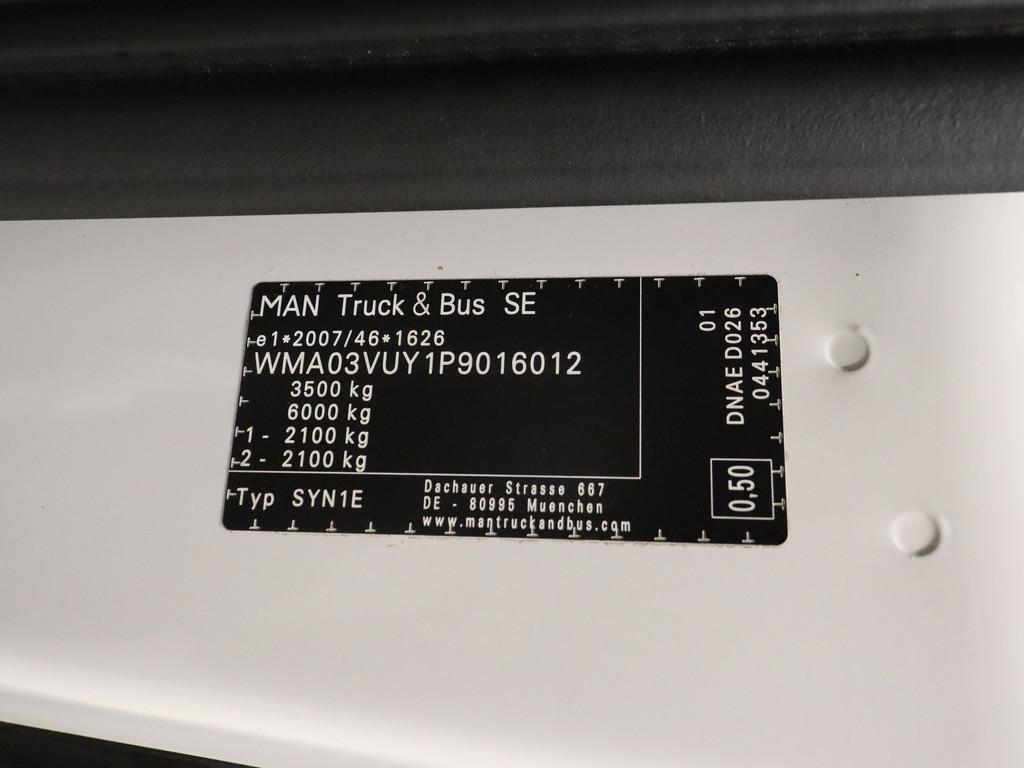 MAN Truck & Bus SE
e1*2007/46*1626
WMA03VUY1P9016012
3500 kg
6000 kg
1 - 2100 kg
2 - 2100 kg
Typ SYN1E
Dachauer Strasse 667
DE - 80995 Muenchen
www.mantruckandbus.com
01
DNAE D026
0441353
0,50